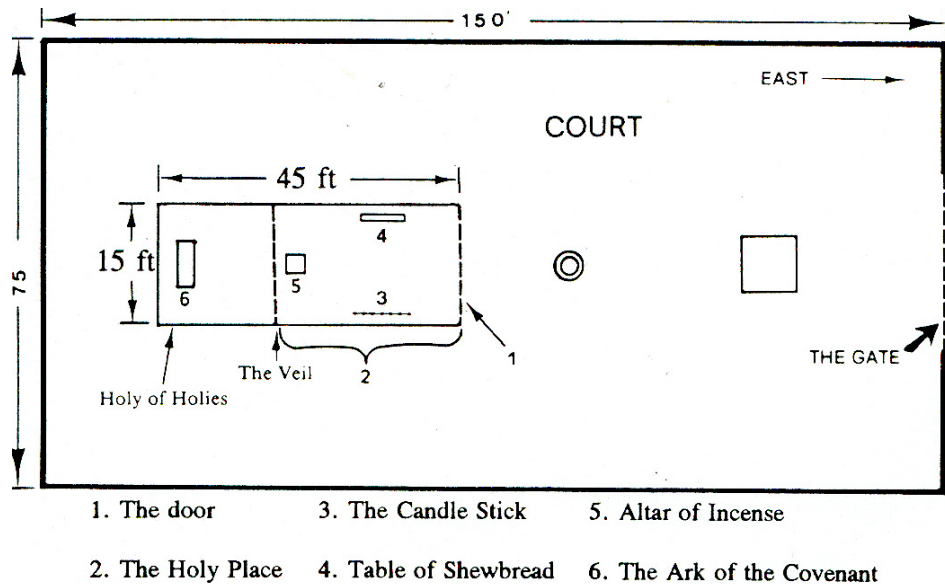 150'
EAST
COURT
45 ft
75
15 ft
4
6
5
3
1
THE GATE
The Veil
2
Holy of Holies
1. The door
3. The Candle Stick
5. Altar of Incense
2. The Holy Place
4. Table of Shewbread
6. The Ark of the Covenant